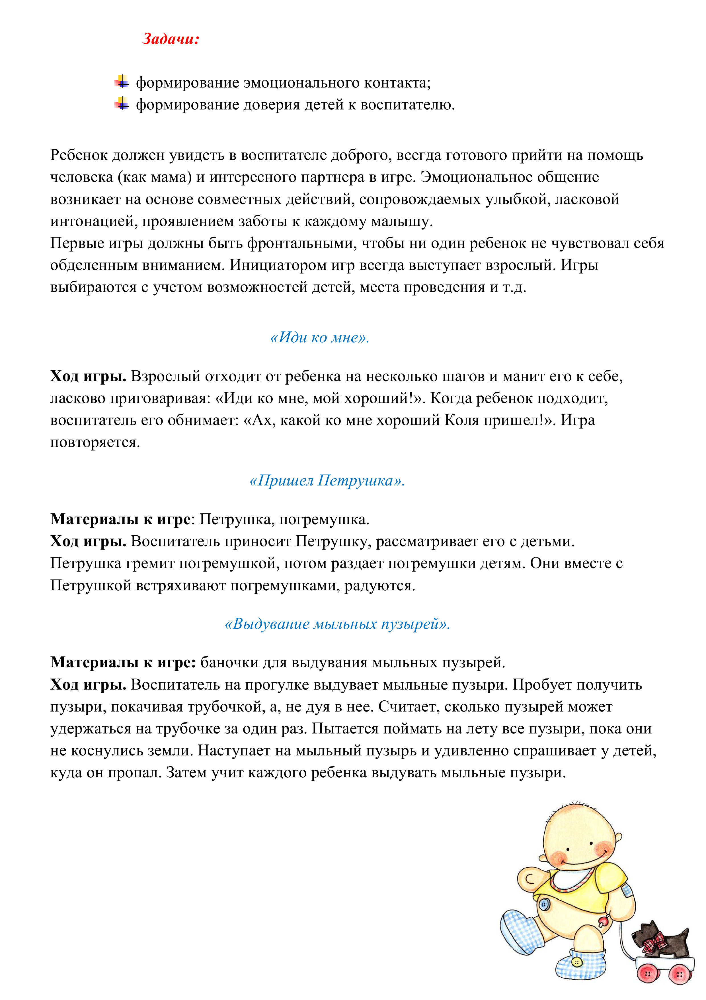 Задачи:
формирование эмоционального контакта;
формирование доверия детей к воспитателю.
Ребенок должен увидеть в воспитателе доброго, всегда готового прийти на помощь
человека (как мама) и интересного партнера в игре. Эмоциональное общение
возникает на основе совместных действий, сопровождаемых улыбкой, ласковой
интонацией, проявлением заботы к каждому малышу.
Первые игры должны быть фронтальными, чтобы ни один ребенок не чувствовал себя
обделенным вниманием. Инициатором игр всегда выступает взрослый. Игры
выбираются с учетом возможностей детей, места проведения и т.д.
«Иди ко мне».
Ход игры. Взрослый отходит от ребенка на несколько шагов и манит его к себе,
ласково приговаривая: «Иди ко мне, мой хороший!». Когда ребенок подходит,
воспитатель его обнимает: «Ах, какой ко мне хороший Коля пришел!». Игра
повторяется.
«Пришел Петрушка».
Материалы к игре: Петрушка, погремушка.
Ход игры. Воспитатель приносит Петрушку, рассматривает его с детьми.
Петрушка гремит погремушкой, потом раздает погремушки детям. Они вместе с
Петрушкой встряхивают погремушками, радуются.
«Выдувание мыльных пузырей».
Материалы к игре: баночки для выдувания мыльных пузырей.
Ход игры. Воспитатель на прогулке выдувает мыльные пузыри. Пробует получить
пузыри, покачивая трубочкой, а, не дуя в нее. Считает, сколько пузырей может
удержаться на трубочке за один раз. Пытается поймать на лету все пузыри, пока они
не коснулись земли. Наступает на мыльный пузырь и удивленно спрашивает у детей,
куда он пропал. Затем учит каждого ребенка выдувать мыльные пузыри.